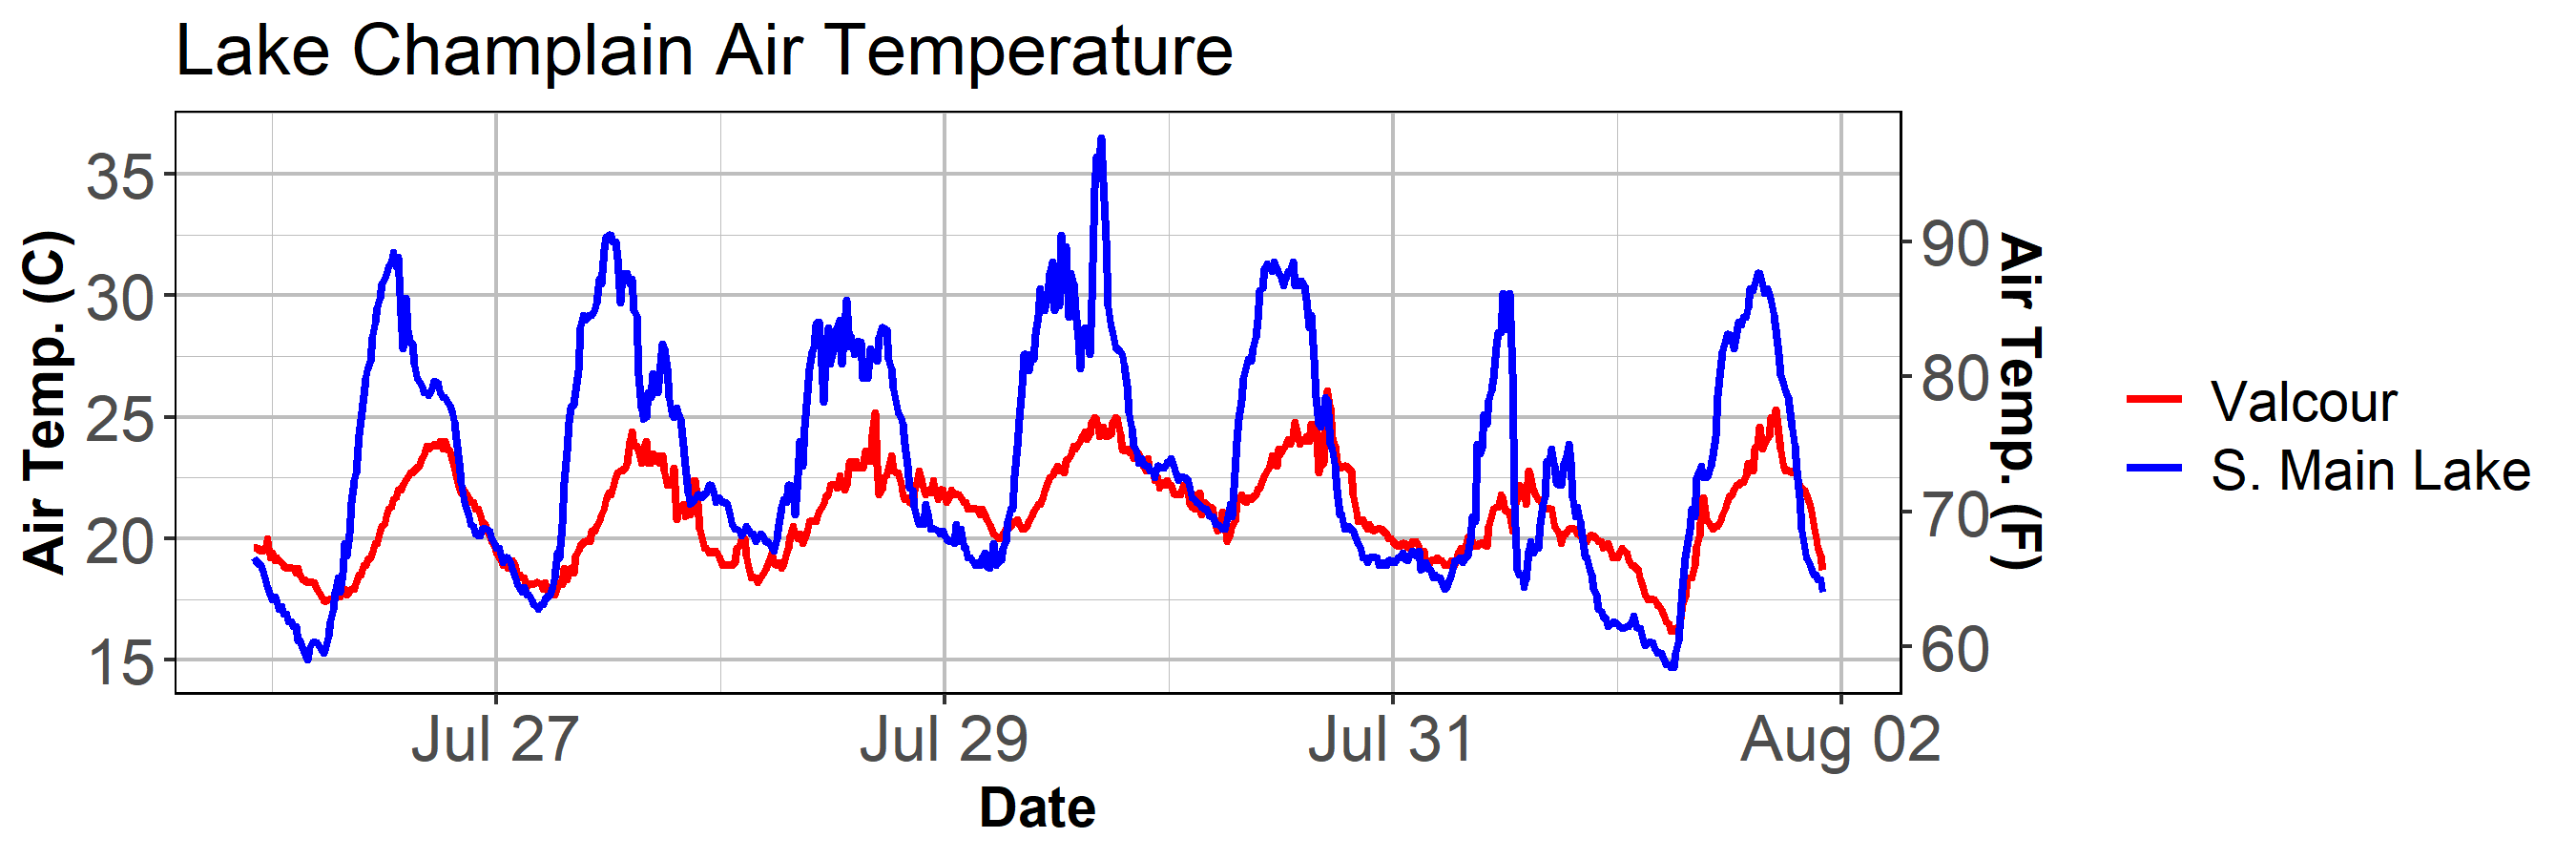 Lake Champlain Air Temperature
Air Temp. (C)
35
30
25
20
15
90
80
70
60
Air Temp. (F)
Jul 27
Jul 29
Jul 31
Aug 02
Date
Valcour
S. Main Lake